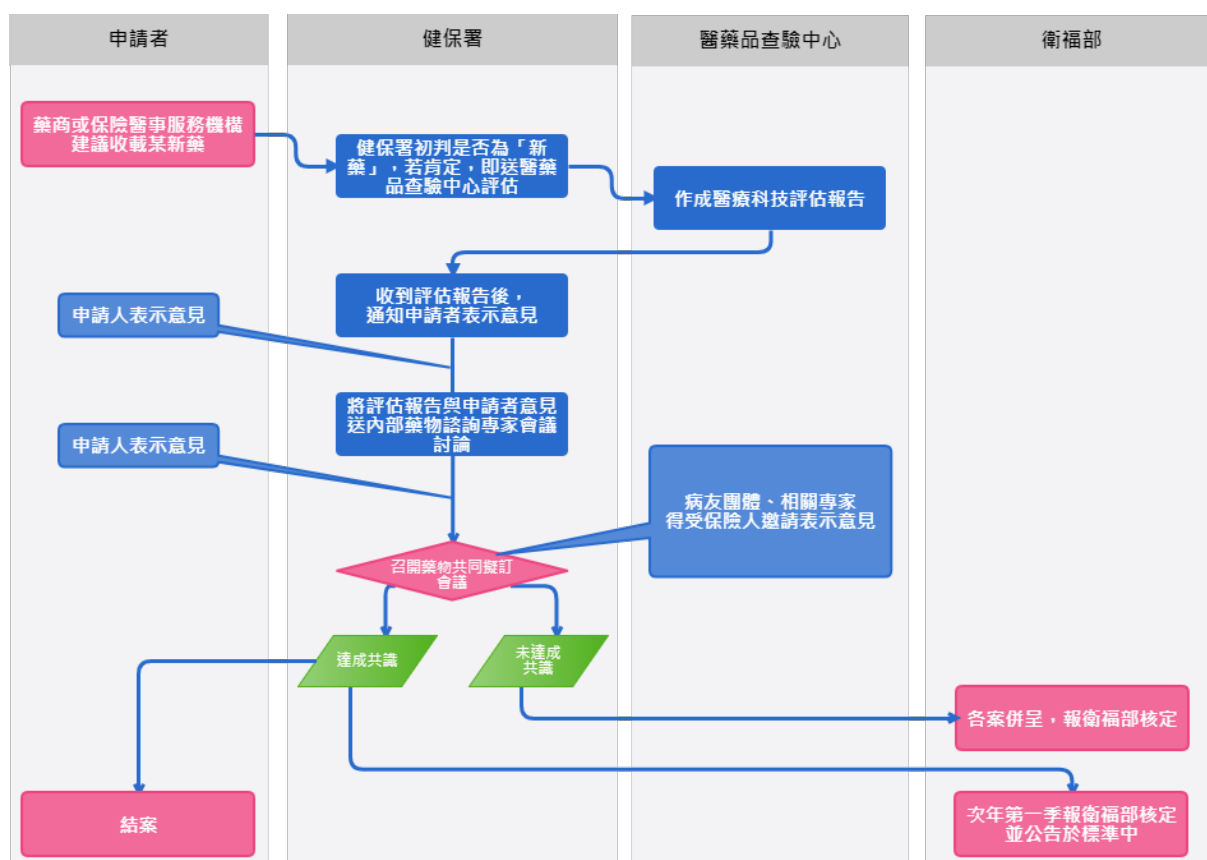 申請者
健保署
醫藥品查驗中心
衛福部
藥商或保險醫事服務機構
建議收載某新藥
健保署初判是否為「新
藥」，若肯定，即送醫藥
品查驗中心評估
作成醫療科技評估報告
收到評估報告後，
通知申請者表示意見
申請人表示意見
將評估報告與申請者意見
送內部藥物諮詢專家會議
討論
申請人表示意見
病友團體、相關專家
得受保險人邀請表示意見
召開藥物共同擬訂
會議
達成共識
未達成
共識
各案併呈，報衛福部核定
結案
次年第一季報衛福部核定
並公告於標準中